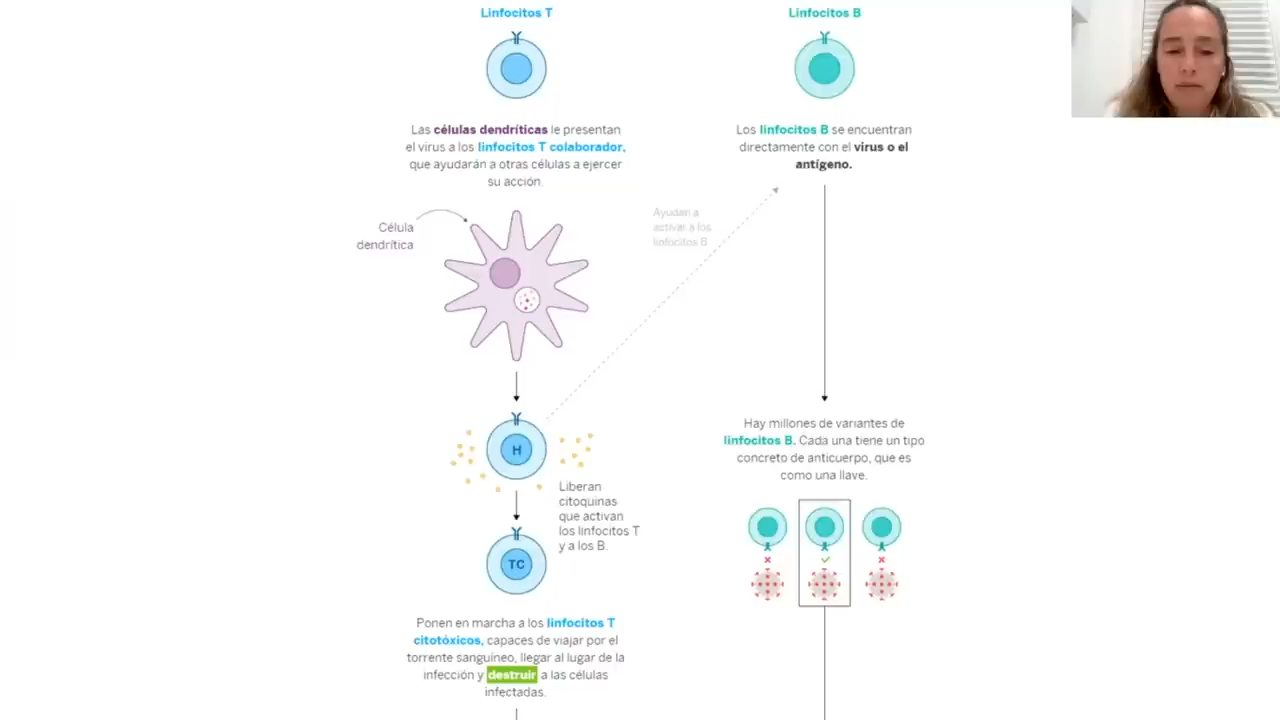 Linfocitos T
Las células dendríticas le presentan
el virus a los linfocitos T colaborador,
que ayudarán a otras células a ejercer
su acción.
Célula
dendrítica
Ayudan a
activar a los
linfocitos B
H
Liberan
citoquinas
que activan
los linfocitos T
y a los B.
TC
Ponen en marcha a los linfocitos T
citotóxicos, capaces de viajar por el
torrente sanguíneo, llegar al lugar de la
infección y destruir a las células
infectadas.
Linfocitos B
Los linfocitos B se encuentran
directamente con el virus o el
antígeno.
Hay millones de variantes de
linfocitos B. Cada una tiene un tipo
concreto de anticuerpo, que es
como una llave.